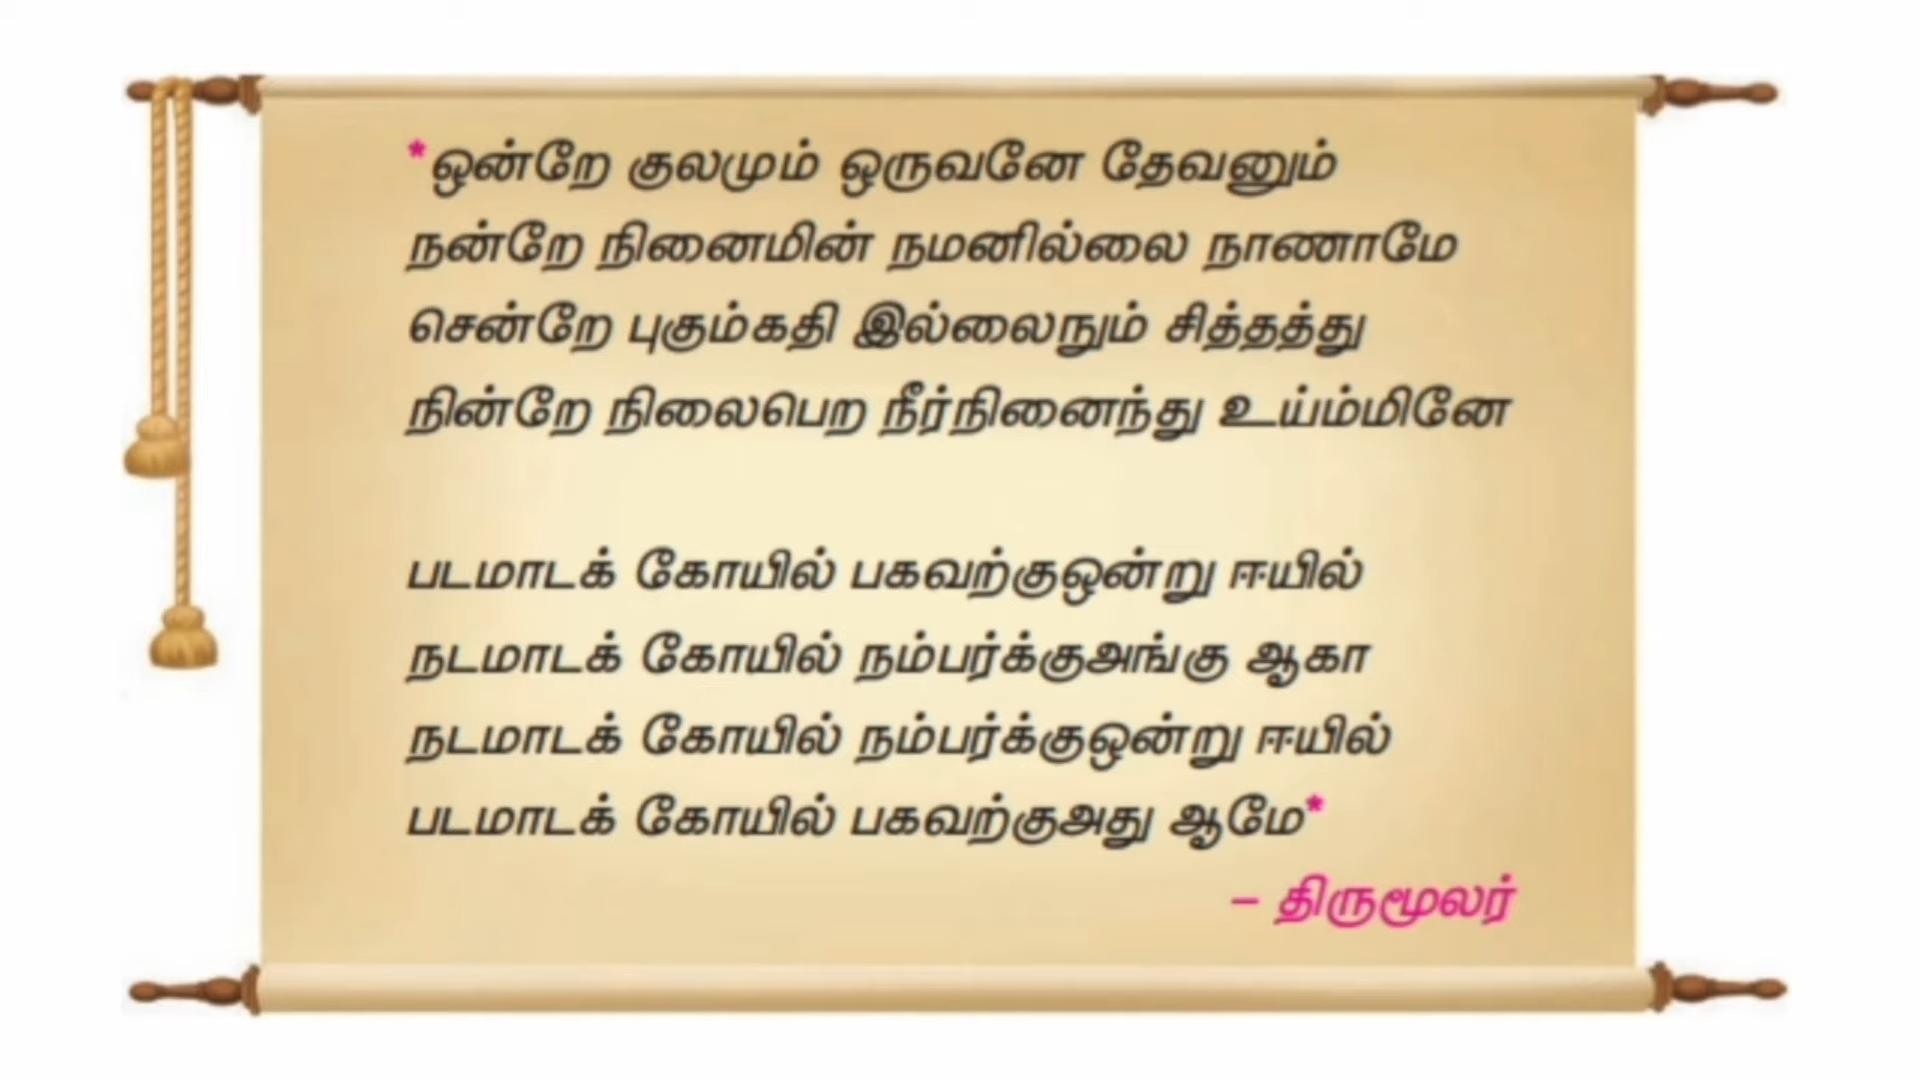 *ஒன்றே குலமும் ஒருவனே தேவனும்
நன்றே நினைமின் நமனில்லை நாணாமே
சென்றே புகும்கதி இல்லைநும் சித்தத்து
நின்றே நிலைபெற நீர்நினைந்து உய்ம்மினே
படமாடக் கோயில் பகவற்குஒன்று ஈயில்
நடமாடக் கோயில் நம்பர்க்குஅங்கு ஆகா
நடமாடக் கோயில் நம்பர்க்குஒன்று ஈயில்
படமாடக் கோயில் பகவற்குஅது ஆமே*
– திருமூலர்